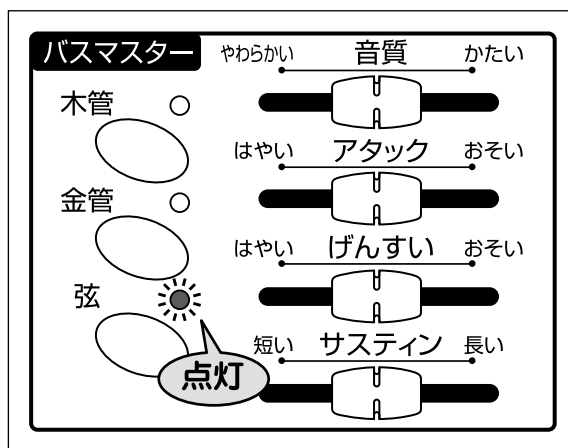 バスマスター
木管
金管
弦
点灯
やわらかい 音質 かたい
はやい アタック おそい
はやい げんすい おそい
短い サスティン 長い